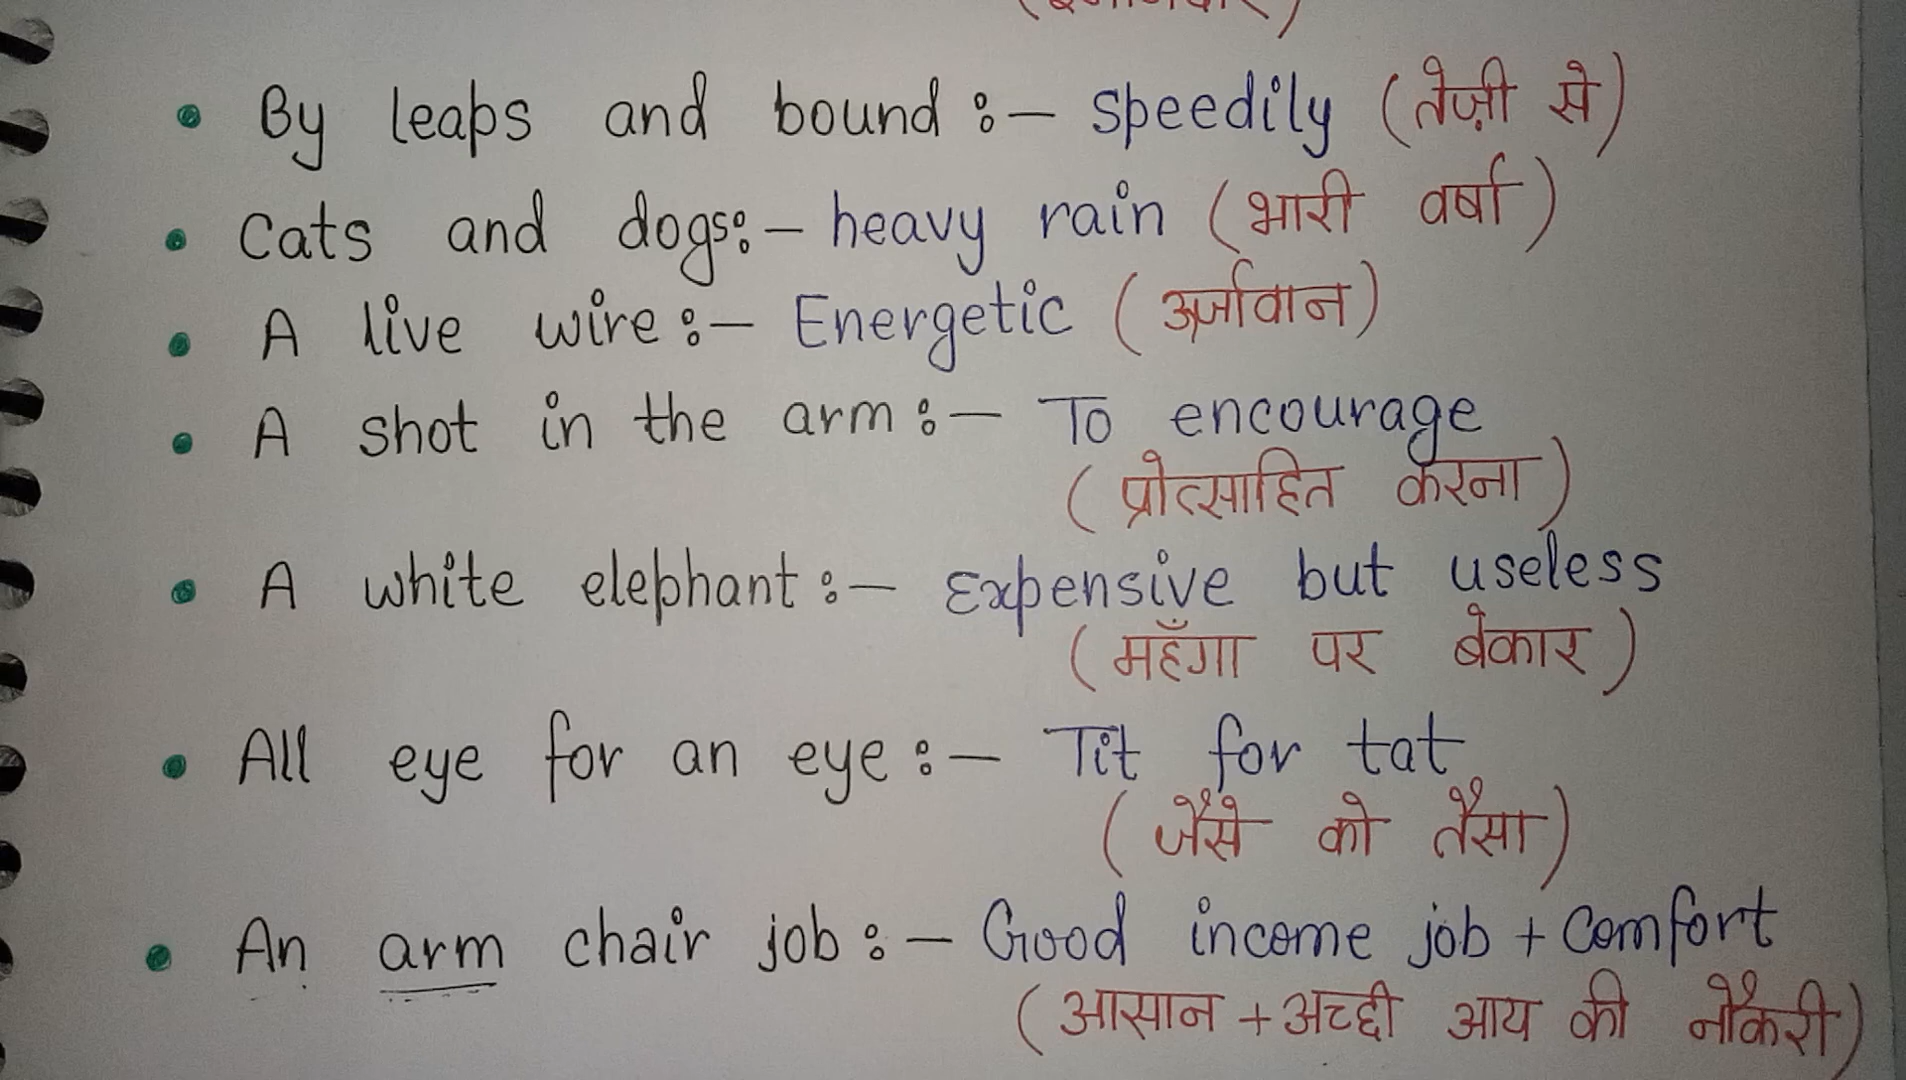 • By leaps and bound :- speedily (तेज़ी से)
• Cats and dogs:- heavy rain (भारी वर्षा)
• A live wire :- Energetic (ऊर्जावान)
• A shot in the arm :- To encourage
(प्रोत्साहित करना)
• A white elephant :- Expensive but useless
(महँगा पर बेकार)
• All eye for an eye :- Tit for tat
(जैसे को तैसा)
• An arm chair job :- Good income job + Comfort
(आसान + अच्छी आय की नौकरी)